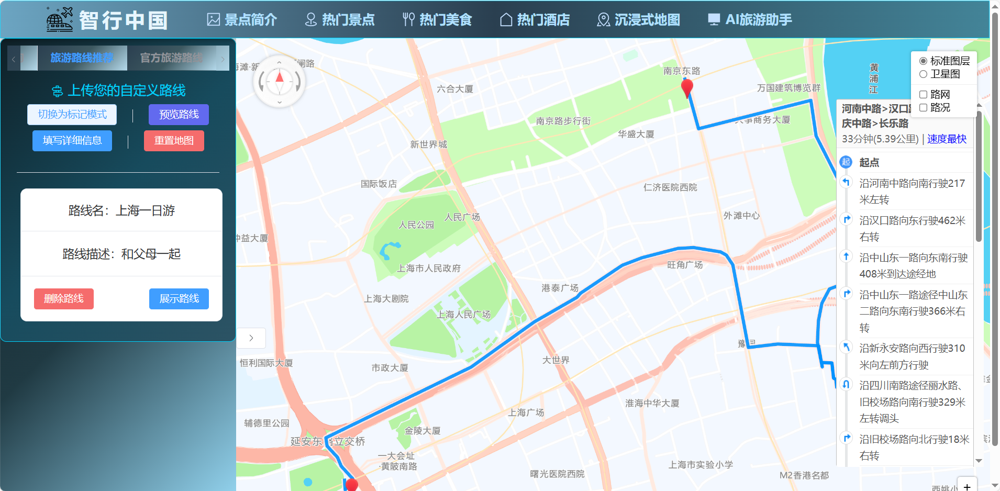 智行中国
景点简介
热门景点
热门美食
热门酒店
沉浸式地图
AI旅游助手
旅游路线推荐
官方旅游路线
上传您的自定义路线
切换为标记模式
预览路线
填写详细信息
重置地图
路线名：上海一日游
路线描述：和父母一起
删除路线
展示路线
闸路
六合大厦
南京东路
万国建筑博览群
黄浦江
南京路步行街
华盛大厦
商务大厦
新世界城
国际饭店
仁济医院西院
人民公园
人民广场
外滩中心
中益大厦
上海市人民政府
旺角广场
上海大剧院
港泰广场
上海人民广场
豫园
恒利国际大厦
市政大厦
大世界
辅德里公园
金陵大厦
上海广场
淮海中华大厦
延安东路立交桥
一大会址
·黄陂南路
曙光医院西院
上海市实验小学
M2香港名都
标准图层
卫星图
路网
路况
河南中路>汉口
庆中路>长乐路
33分钟(5.39公里) | 速度最快
起 起点
沿河南中路向南行驶217
米左转
沿汉口路向东行驶462米
右转
沿中山东一路向东南行驶
408米到达途经地
沿中山东一路途径中山东
二路向东南行驶366米右
转
沿新永安路向西行驶310
米向左前方行驶
沿四川南路途径丽水路、
旧校场路向南行驶329米
左转调头
沿旧校场路向北行驶18米
右转
西姚小
+